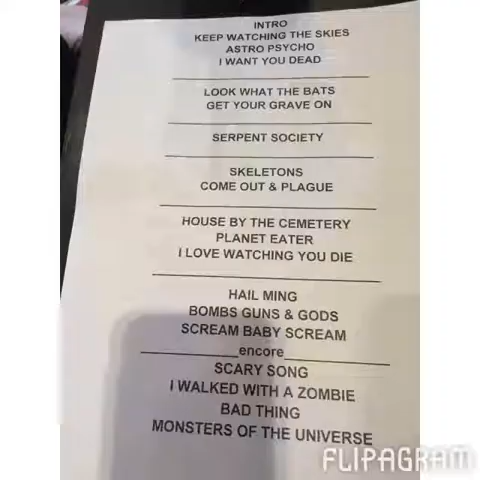 INTRO
KEEP WATCHING THE SKIES
ASTRO PSYCHO
I WANT YOU DEAD
LOOK WHAT THE BATS
GET YOUR GRAVE ON
SERPENT SOCIETY
SKELETONS
COME OUT & PLAGUE
HOUSE BY THE CEMETERY
PLANET EATER
I LOVE WATCHING YOU DIE
HAIL MING
BOMBS GUNS & GODS
SCREAM BABY SCREAM
encore
SCARY SONG
I WALKED WITH A ZOMBIE
BAD THING
MONSTERS OF THE UNIVERSE
FLIPAGRAM